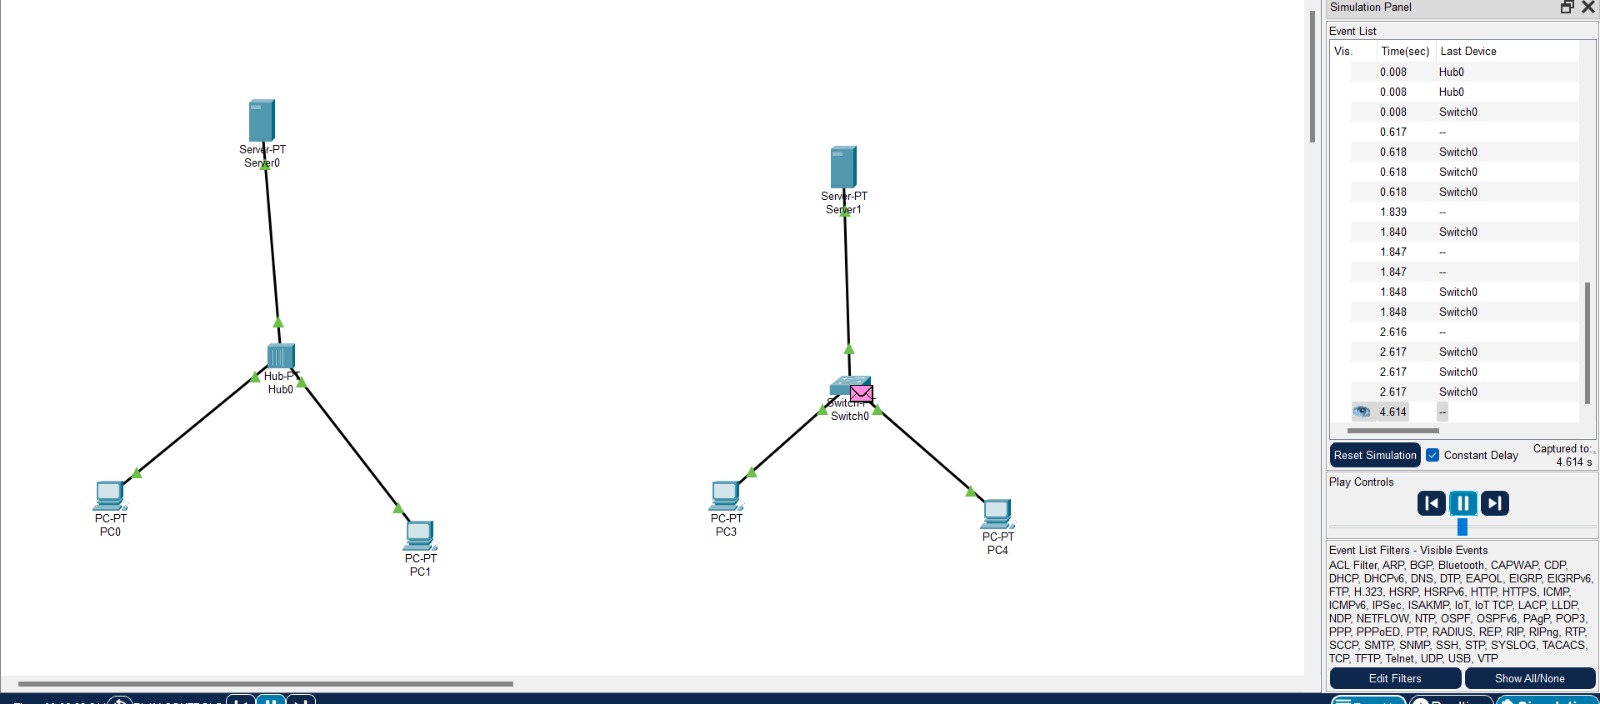 Simulation Panel
Event List
Vis. Time(sec) Last Device
0.008 Hub0
0.008 Hub0
0.008 Switch0
0.617 --
0.618 Switch0
0.618 Switch0
0.618 Switch0
1.839 --
1.840 Switch0
1.847 --
1.847 --
1.848 Switch0
1.848 Switch0
2.616 --
2.617 Switch0
2.617 Switch0
2.617 Switch0
4.614 --
Reset Simulation Constant Delay Captured to:
4.614 s
Play Controls
Event List Filters - Visible Events
ACL Filter, ARP, BGP, Bluetooth, CAPWAP, CDP,
DHCP, DHCPv6, DNS, DTP, EAPOL, EIGRP, EIGRPv6,
FTP, H.323, HSRP, HSRPv6, HTTP, HTTPS, ICMP,
ICMPv6, IPSec, ISAKMP, IoT, IoT TCP, LACP, LLDP,
NDP, NETFLOW, NTP, OSPF, OSPFv6, PAgP, POP3,
PPP, PPPoED, PTP, RADIUS, REP, RIP, RIPng, RTP,
SCCP, SMTP, SNMP, SSH, STP, SYSLOG, TACACS,
TCP, TFTP, Telnet, UDP, USB, VTP
Edit Filters Show All/None
Server-PT
Server0
Hub-PT
Hub0
PC-PT
PC0
PC-PT
PC1
Server-PT
Server1
Switch-PT
Switch0
PC-PT
PC3
PC-PT
PC4